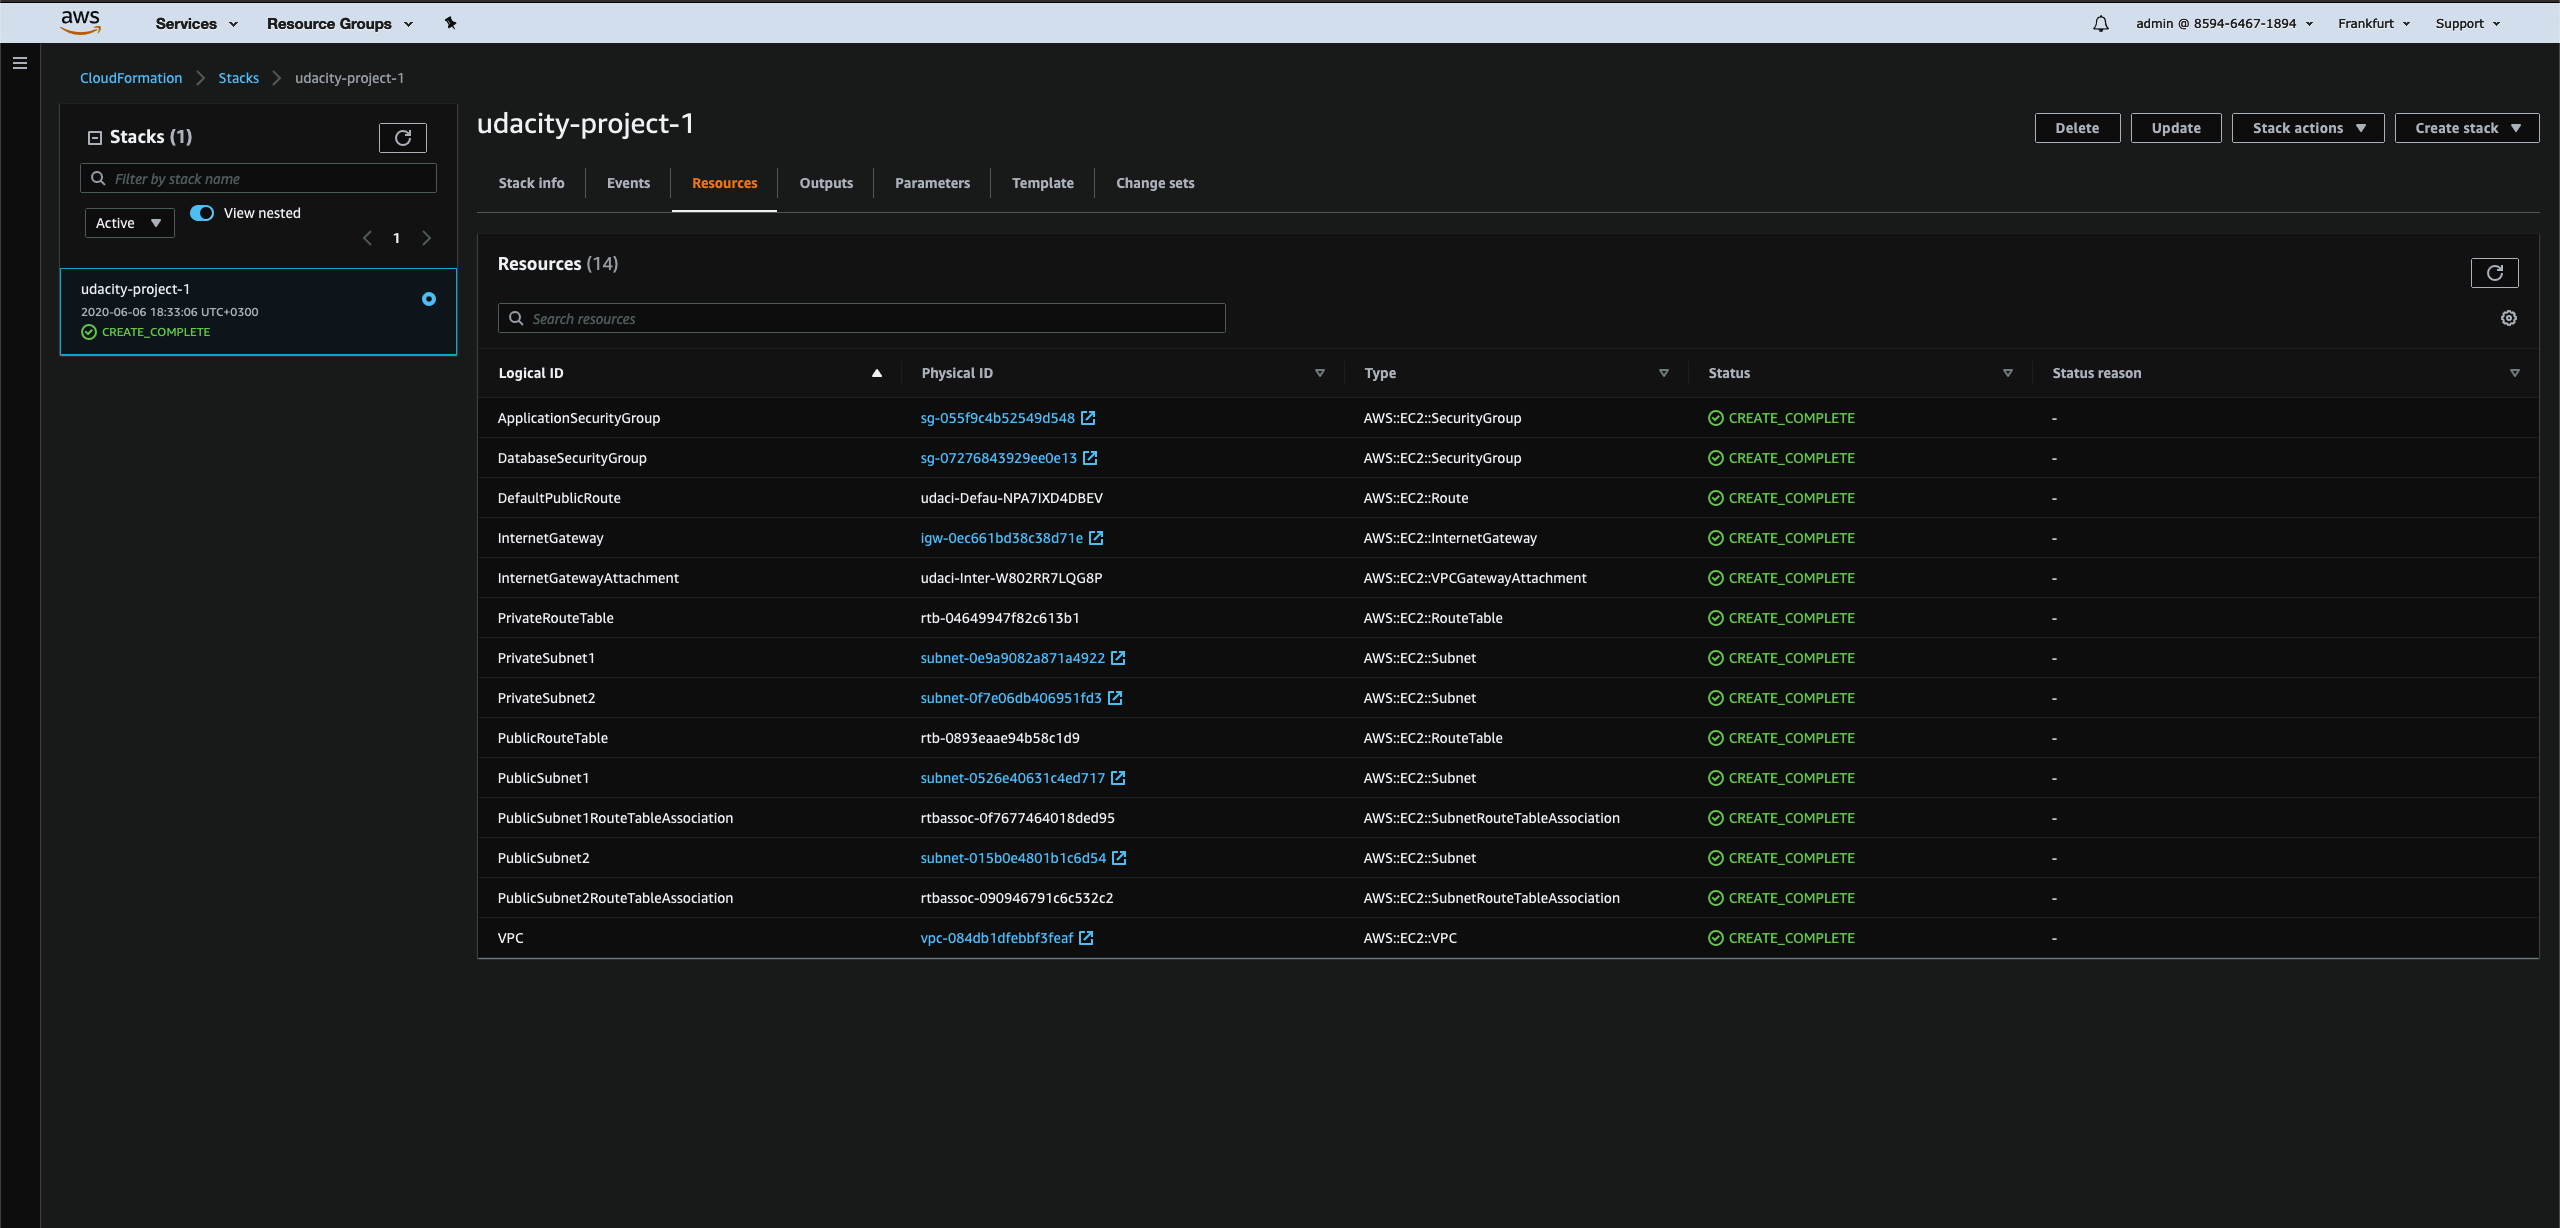 aws Services Resource Groups admin @ 8594-6467-1894 Frankfurt Support
CloudFormation Stacks udacity-project-1
Stacks (1)
Filter by stack name
Active View nested
1
udacity-project-1
2020-06-06 18:33:06 UTC+0300
CREATE_COMPLETE
udacity-project-1
Delete Update Stack actions Create stack
Stack info Events Resources Outputs Parameters Template Change sets
Resources (14)
Search resources
Logical ID Physical ID Type Status Status reason
ApplicationSecurityGroup sg-055f9c4b52549d548 AWS::EC2::SecurityGroup CREATE_COMPLETE -
DatabaseSecurityGroup sg-07276843929ee0e13 AWS::EC2::SecurityGroup CREATE_COMPLETE -
DefaultPublicRoute udaci-Defau-NPA7IXD4DBEV AWS::EC2::Route CREATE_COMPLETE -
InternetGateway igw-0ec661bd38c38d71e AWS::EC2::InternetGateway CREATE_COMPLETE -
InternetGatewayAttachment udaci-Inter-W802RR7LQG8P AWS::EC2::VPCGatewayAttachment CREATE_COMPLETE -
PrivateRouteTable rtb-04649947f82c613b1 AWS::EC2::RouteTable CREATE_COMPLETE -
PrivateSubnet1 subnet-0e9a9082a871a4922 AWS::EC2::Subnet CREATE_COMPLETE -
PrivateSubnet2 subnet-0f7e06db406951fd3 AWS::EC2::Subnet CREATE_COMPLETE -
PublicRouteTable rtb-0893eaae94b58c1d9 AWS::EC2::RouteTable CREATE_COMPLETE -
PublicSubnet1 subnet-0526e40631c4ed717 AWS::EC2::Subnet CREATE_COMPLETE -
PublicSubnet1RouteTableAssociation rtbassoc-0f7677464018ded95 AWS::EC2::SubnetRouteTableAssociation CREATE_COMPLETE -
PublicSubnet2 subnet-015b0e4801b1c6d54 AWS::EC2::Subnet CREATE_COMPLETE -
PublicSubnet2RouteTableAssociation rtbassoc-090946791c6c532c2 AWS::EC2::SubnetRouteTableAssociation CREATE_COMPLETE -
VPC vpc-084db1dfebbf3feaf AWS::EC2::VPC CREATE_COMPLETE -